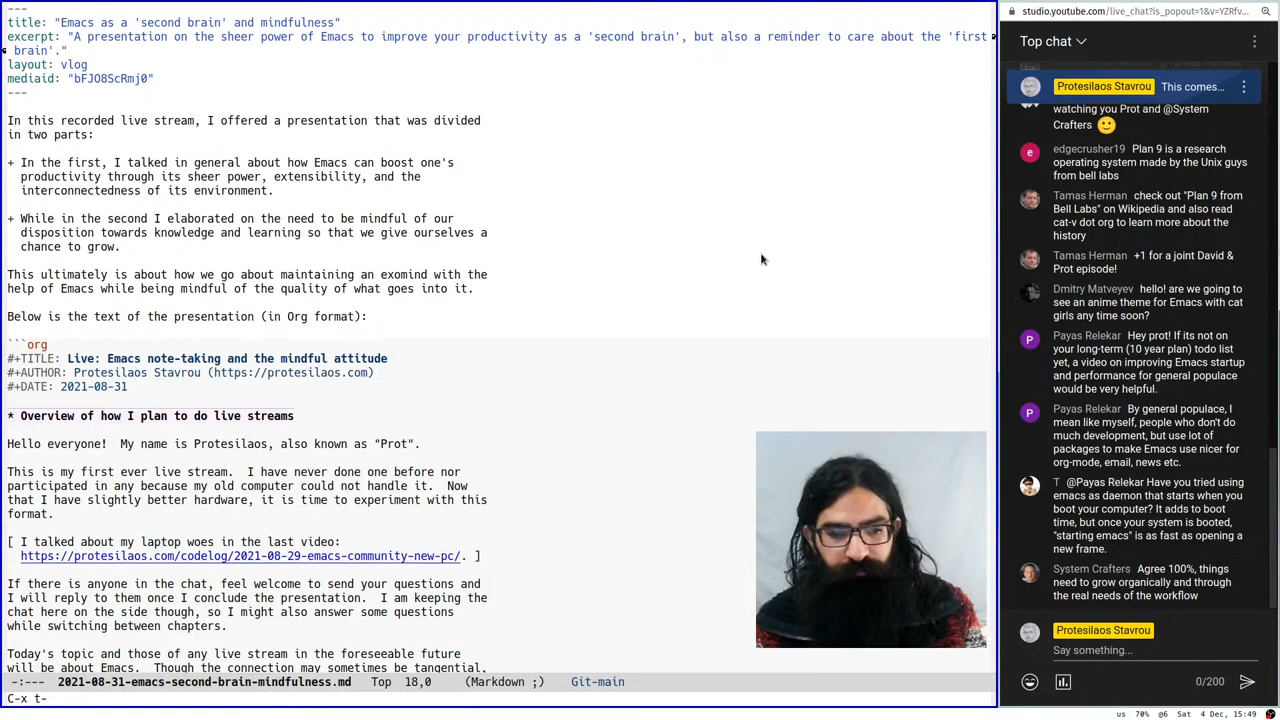 ---
title: "Emacs as a 'second brain' and mindfulness"
excerpt: "A presentation on the sheer power of Emacs to improve your productivity as a 'second brain', but also a reminder to care about the 'first
brain'."
layout: vlog
mediaid: "bFJO8ScRmj0"
---
In this recorded live stream, I offered a presentation that was divided
in two parts:
+ In the first, I talked in general about how Emacs can boost one's
productivity through its sheer power, extensibility, and the
interconnectedness of its environment.
+ While in the second I elaborated on the need to be mindful of our
disposition towards knowledge and learning so that we give ourselves a
chance to grow.
This ultimately is about how we go about maintaining an exomind with the
help of Emacs while being mindful of the quality of what goes into it.
Below is the text of the presentation (in Org format):
```org
#+TITLE: Live: Emacs note-taking and the mindful attitude
#+AUTHOR: Protesilaos Stavrou (https://protesilaos.com)
#+DATE: 2021-08-31
* Overview of how I plan to do live streams
Hello everyone!  My name is Protesilaos, also known as "Prot".
This is my first ever live stream.  I have never done one before nor
participated in any because my old computer could not handle it.  Now
that I have slightly better hardware, it is time to experiment with this
format.
[ I talked about my laptop woes in the last video:
https://protesilaos.com/codelog/2021-08-29-emacs-community-new-pc/. ]
If there is anyone in the chat, feel welcome to send your questions and
I will reply to them once I conclude the presentation.  I am keeping the
chat here on the side though, so I might also answer some questions
while switching between chapters.
Today's topic and those of any live stream in the foreseeable future
will be about Emacs.  Though the connection may sometimes be tangential,
-:---  2021-08-31-emacs-second-brain-mindfulness.md   Top  18,0    (Markdown ;)    Git-main
C-x t-
studio.youtube.com/live_chat?is_popout=1&v=YZRfv...
Top chat
Protesilaos Stavrou This comes...
watching you Prot and @System
Crafters
e edgecrusher19 Plan 9 is a research
operating system made by the Unix guys
from bell labs
Tamas Herman check out "Plan 9 from
Bell Labs" on Wikipedia and also read
cat-v dot org to learn more about the
history
Tamas Herman +1 for a joint David &
Prot episode!
Dmitry Matveyev hello! are we going to
see an anime theme for Emacs with cat
girls any time soon?
P Payas Relekar Hey prot! If its not on
your long-term (10 year plan) todo list
yet, a video on improving Emacs startup
and performance for general populace
would be very helpful.
P Payas Relekar By general populace, I
mean like myself, people who don't do
much development, but use lot of
packages to make Emacs use nicer for
org-mode, email, news etc.
T @Payas Relekar Have you tried using
emacs as daemon that starts when you
boot your computer? It adds to boot
time, but once your system is booted,
"starting emacs" is as fast as opening a
new frame.
System Crafters Agree 100%, things
need to grow organically and through
the real needs of the workflow
Protesilaos Stavrou
Say something...
0/200
us 70% @6 Sat 4 Dec, 15:49